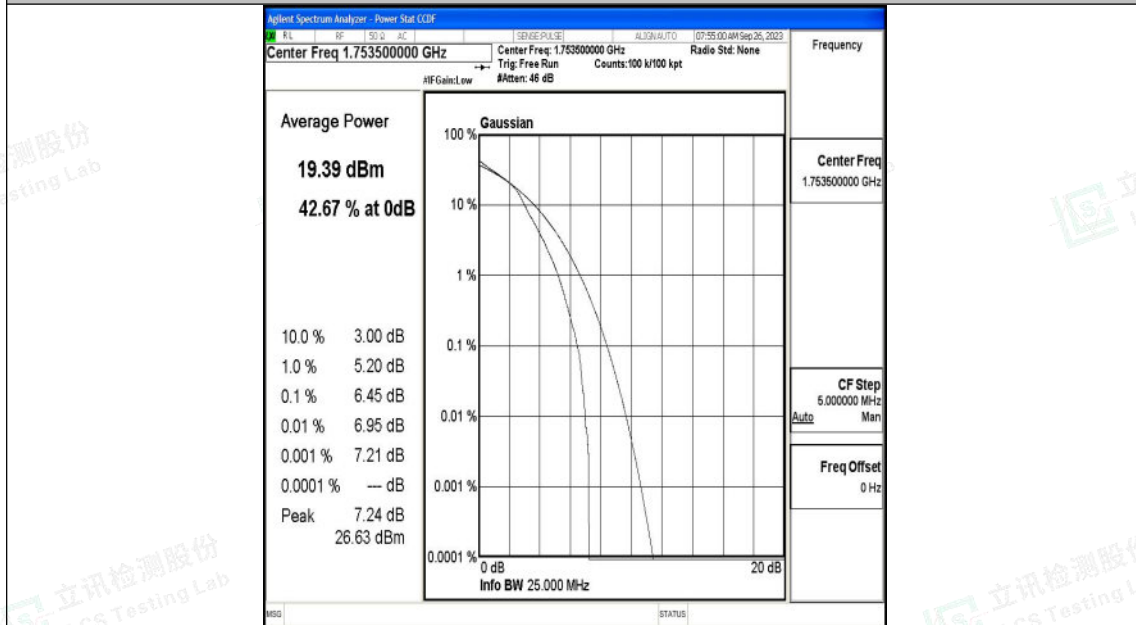 Agilent Spectrum Analyzer - Power Stat CCDF
RL RF 50 Ω AC SENSE:PULSE ALIGNAUTO 07:55:00 AM Sep 26, 2023
Center Freq 1.753500000 GHz
Center Freq: 1.753500000 GHz Radio Std: None
Trig: Free Run Counts:100 k/100 kpt
#IFGain:Low #Atten: 46 dB
Frequency
Average Power
19.39 dBm
42.67 % at 0dB
10.0 % 3.00 dB
1.0 % 5.20 dB
0.1 % 6.45 dB
0.01 % 6.95 dB
0.001 % 7.21 dB
0.0001 % --- dB
Peak 7.24 dB
26.63 dBm
Gaussian
100 %
10 %
1 %
0.1 %
0.01 %
0.001 %
0.0001 %
0 dB 20 dB
Info BW 25.000 MHz
Center Freq
1.753500000 GHz
CF Step
5.000000 MHz
Auto Man
Freq Offset
0 Hz
MSG STATUS
立讯检测股份
LCS Testing Lab